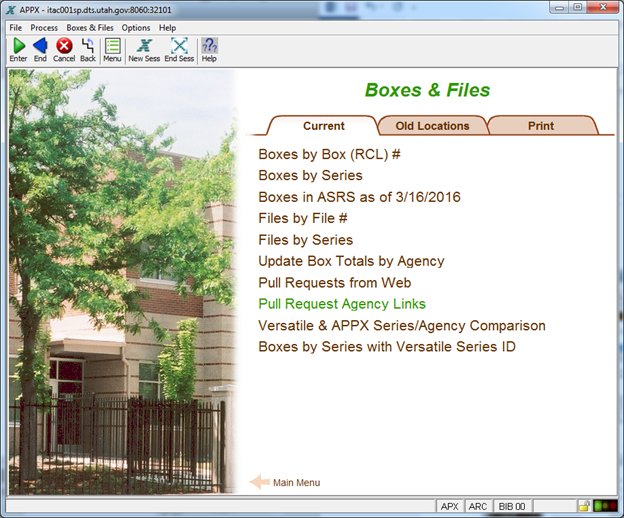 APPX - itac001sp.dts.utah.gov:8060:32101
File Process Boxes & Files Options Help
Enter End Cancel Back Menu New Sess End Sess Help
Boxes & Files
Current Old Locations Print
Boxes by Box (RCL) #
Boxes by Series
Boxes in ASRS as of 3/16/2016
Files by File #
Files by Series
Update Box Totals by Agency
Pull Requests from Web
Pull Request Agency Links
Versatile & APPX Series/Agency Comparison
Boxes by Series with Versatile Series ID
Main Menu
APX ARC BIB 00